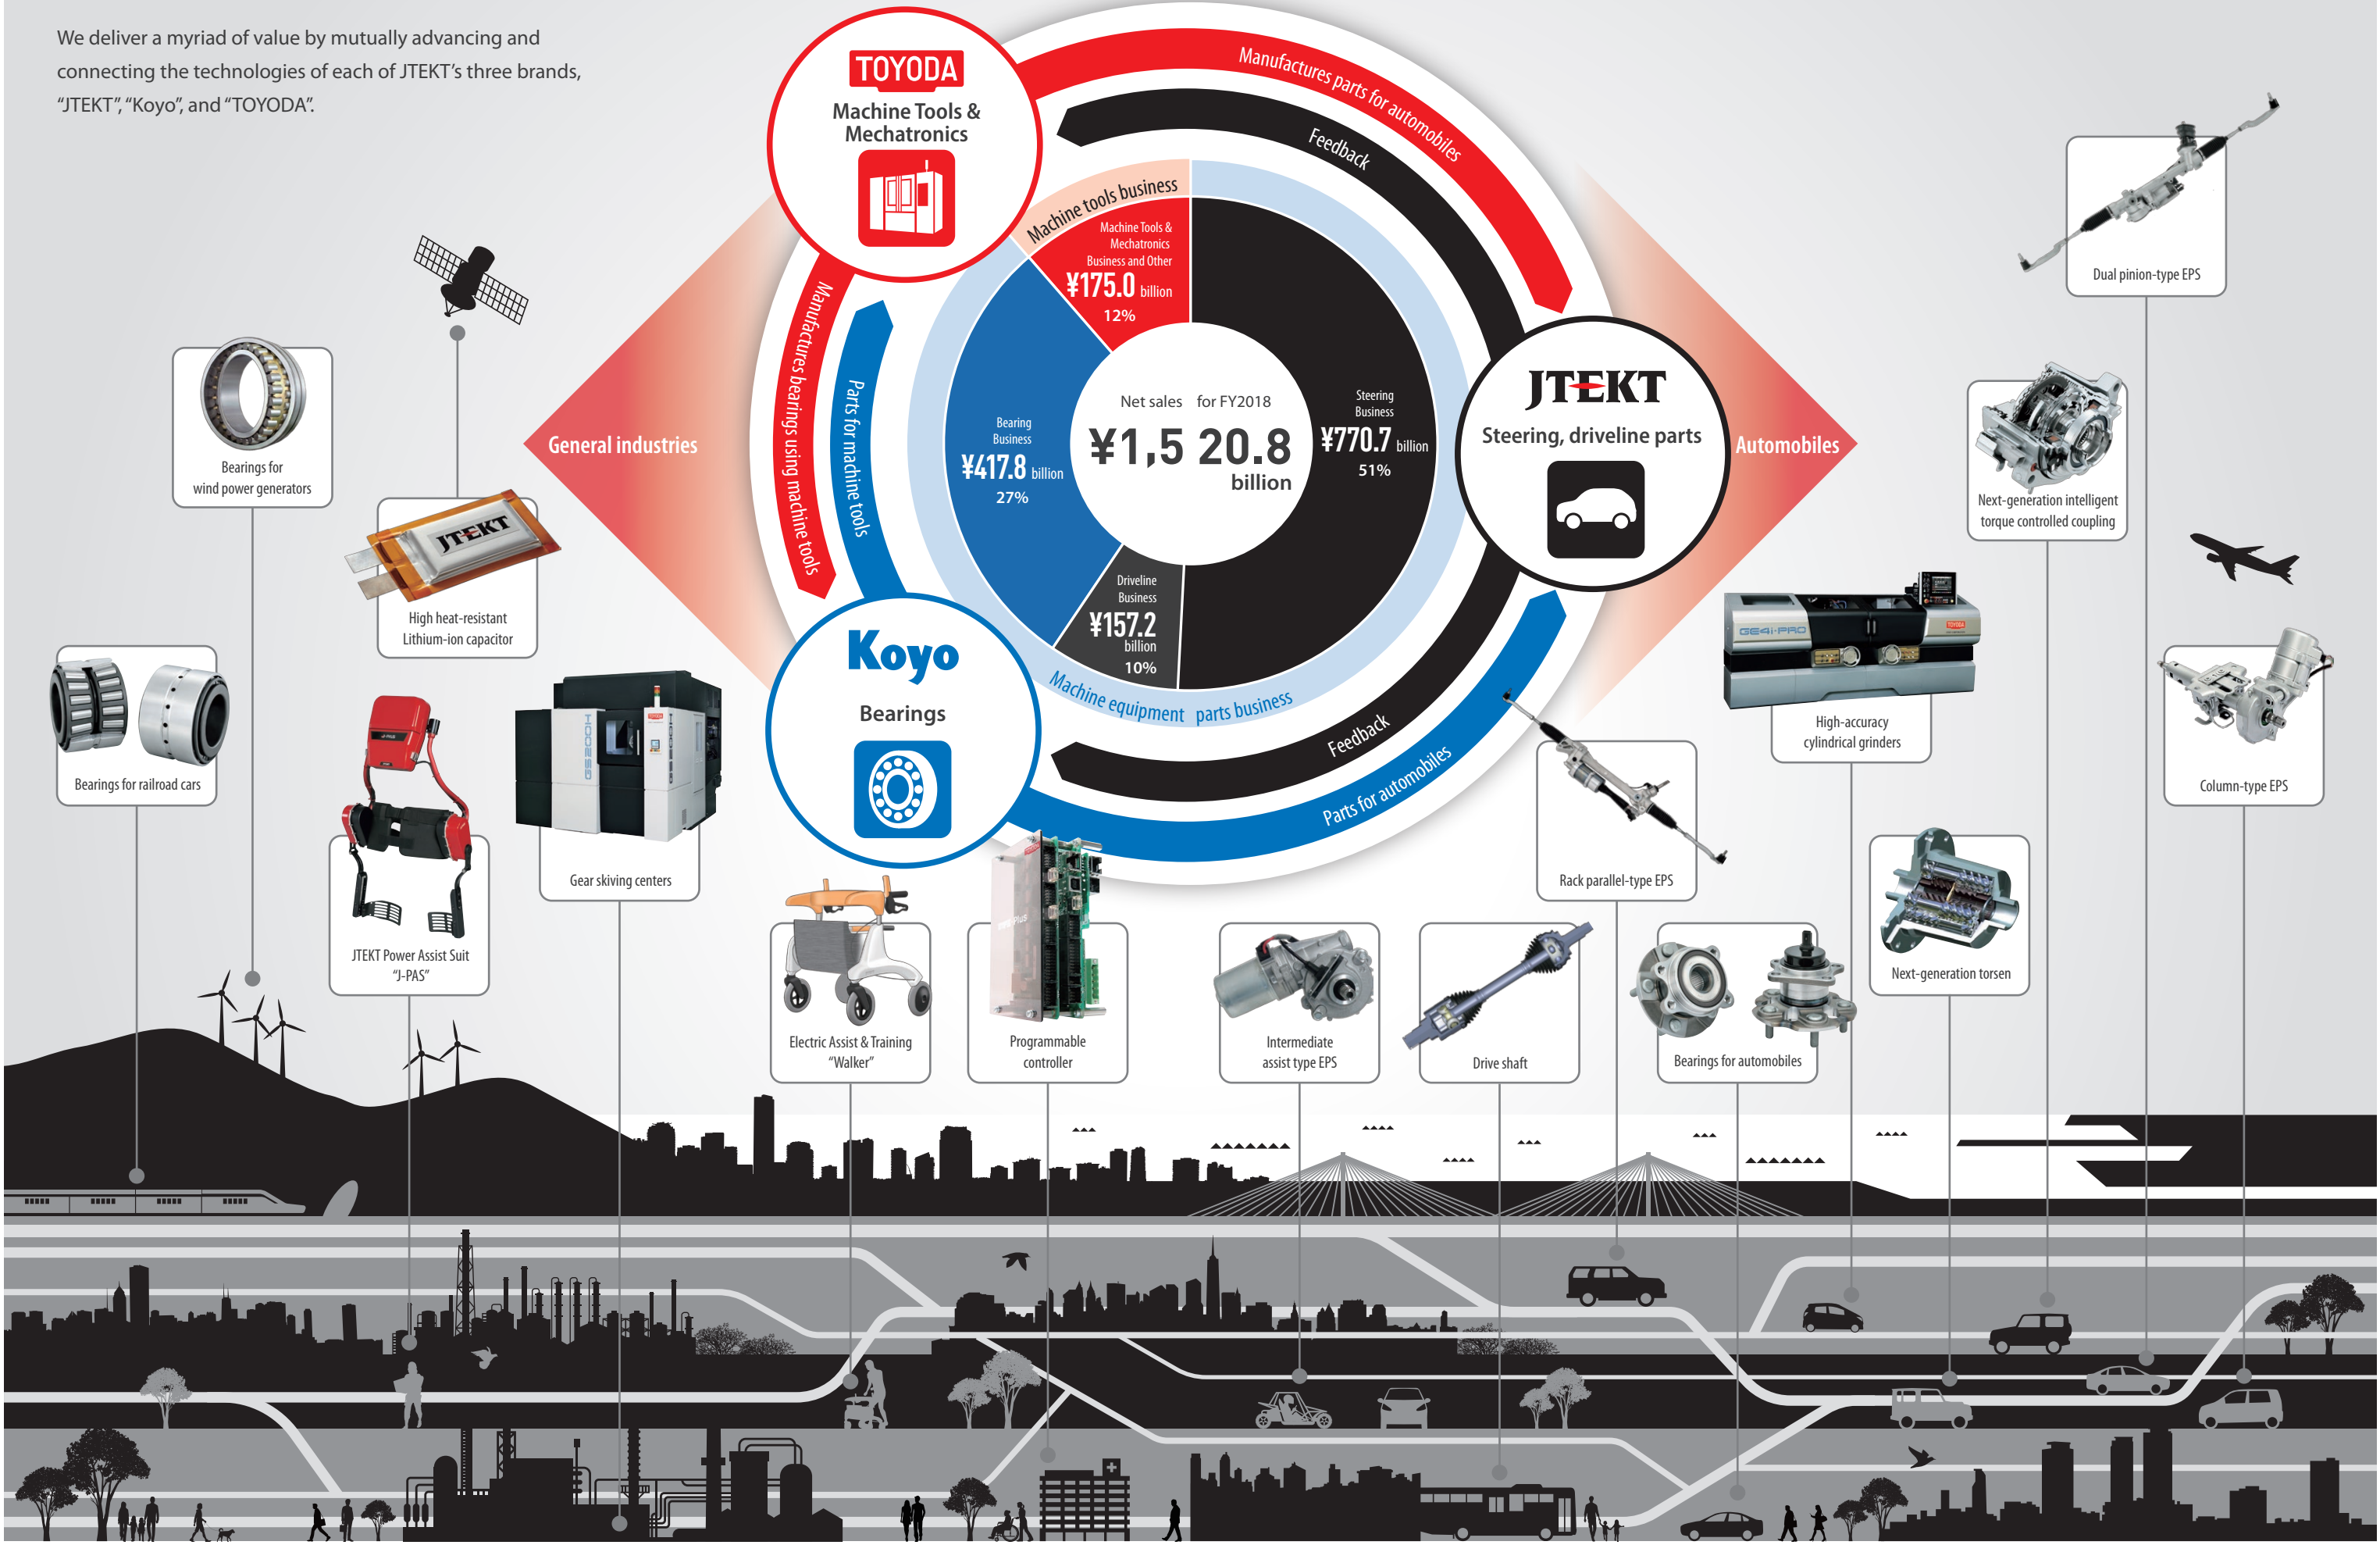 We deliver a myriad of value by mutually advancing and
connecting the technologies of each of JTEKT’s three brands,
“JTEKT”, “Koyo”, and “TOYODA”.
TOYODA
Machine Tools &
Mechatronics
Manufactures parts for automobiles
Feedback
Machine tools business
Machine Tools &
Mechatronics
Business and Other
¥175.0 billion
12%
Manufactures bearings using machine tools
Parts for machine tools
General industries
Bearing
Business
¥417.8 billion
27%
Net sales for FY2018
¥1,5 20.8
billion
Steering
Business
¥770.7 billion
51%
JTEKT
Steering, driveline parts
Automobiles
Driveline
Business
¥157.2
billion
10%
Machine equipment parts business
Koyo
Bearings
Feedback
Parts for automobiles
Dual pinion-type EPS
Bearings for
wind power generators
Next-generation intelligent
torque controlled coupling
JTEKT
High heat-resistant
Lithium-ion capacitor
GE4i-PRO
TOYODA
High-accuracy
cylindrical grinders
Bearings for railroad cars
Column-type EPS
J-PAS
JTEKT Power Assist Suit
“J-PAS”
TOYODA
Gear skiving centers
Rack parallel-type EPS
Electric Assist & Training
“Walker”
Plus
Programmable
controller
Intermediate
assist type EPS
Drive shaft
Bearings for automobiles
Next-generation torsen